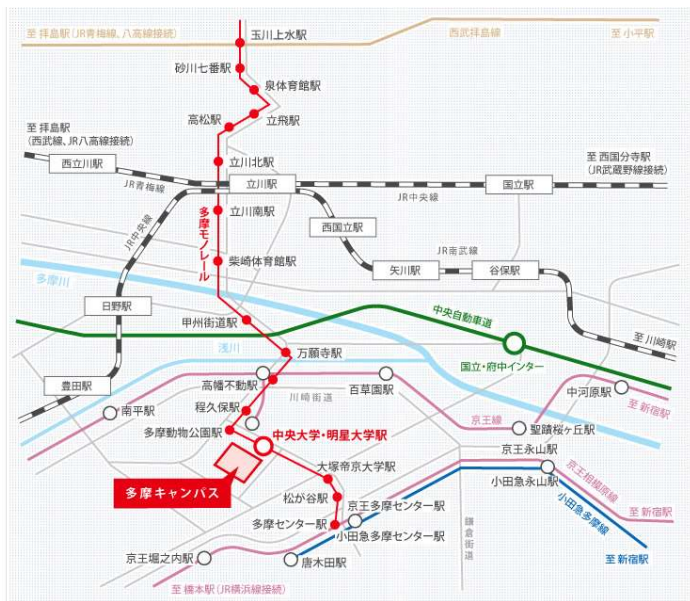 至 拝島駅(JR青梅線、八高線接続)
玉川上水駅
西武拝島線
至 小平駅
砂川七番駅
泉体育館駅
高松駅
立飛駅
至 拝島駅
(西武線、JR八高線接続)
西立川駅
JR青梅線
立川北駅
立川駅
至 西国分寺駅
(JR武蔵野線接続)
国立駅
JR中央線
JR中央線
多摩モノレール
立川南駅
西国立駅
JR南武線
柴崎体育館駅
矢川駅
谷保駅
多摩川
日野駅
甲州街道駅
中央自動車道
至 川崎駅
浅川
万願寺駅
国立・府中インター
豊田駅
高幡不動駅
百草園駅
中河原駅
川崎街道
至 新宿駅
南平駅
程久保駅
京王線
聖蹟桜ヶ丘駅
多摩動物公園駅
中央大学・明星大学駅
京王永山駅
大塚帝京大学駅
小田急永山駅
京王相模原線
多摩キャンパス
松が谷駅
京王多摩センター駅
小田急多摩線
至 新宿駅
多摩センター駅
小田急多摩センター駅
鎌倉街道
京王堀之内駅
唐木田駅
至 新宿駅
至 橋本駅(JR横浜線接続)